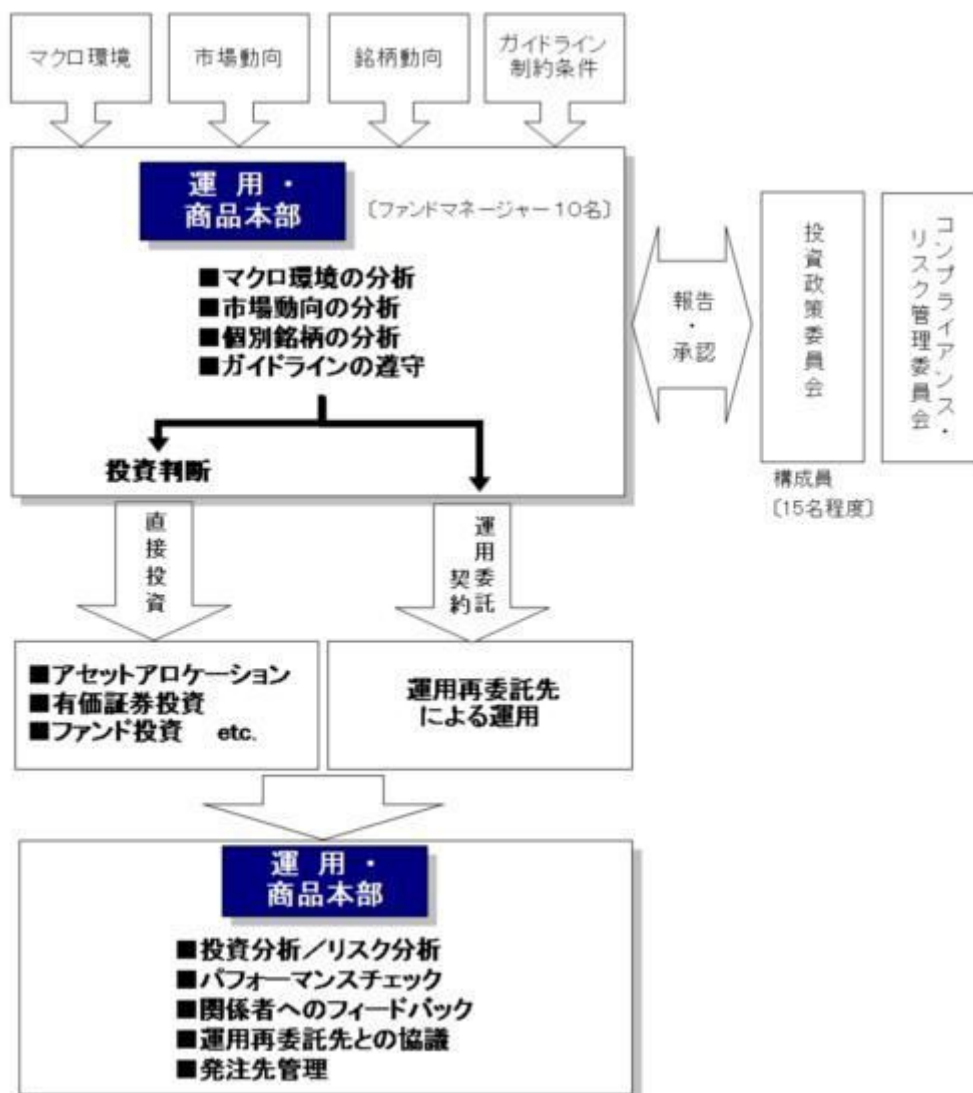 マクロ環境
市場動向
銘柄動向
ガイドライン
制約条件
運用・
商品本部
〔ファンドマネージャー10名〕
■マクロ環境の分析
■市場動向の分析
■個別銘柄の分析
■ガイドラインの遵守
投資判断
報告
・
承認
投資政策委員会
コンプライアンス・
リスク管理委員会
構成員
〔15名程度〕
直接投資
運用委託
契約
■アセットアロケーション
■有価証券投資
■ファンド投資 etc.
運用再委託先
による運用
運用・
商品本部
■投資分析/リスク分析
■パフォーマンスチェック
■関係者へのフィードバック
■運用再委託先との協議
■発注先管理